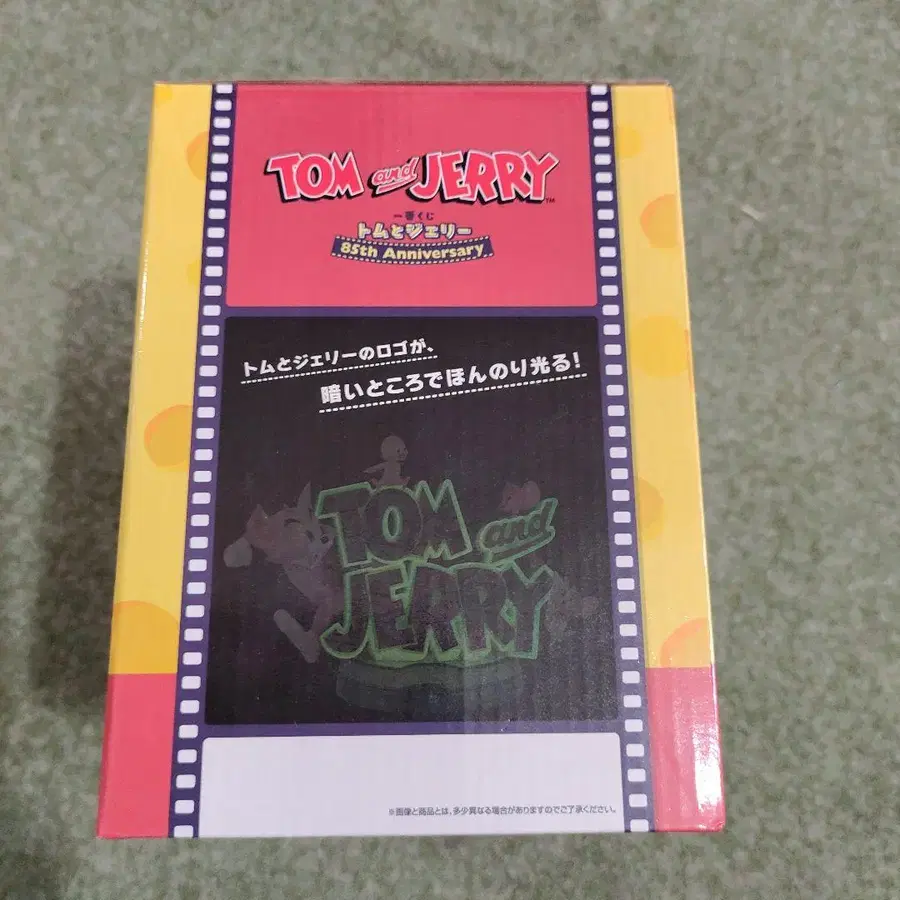 TOM and JERRY™
一番くじ
トムとジェリー
85th Anniversary
トムとジェリーのロゴが、
暗いところでほんのり光る!
TOM and
JERRY
※画像と商品とは、多少異なる場合がありますのでご了承ください。